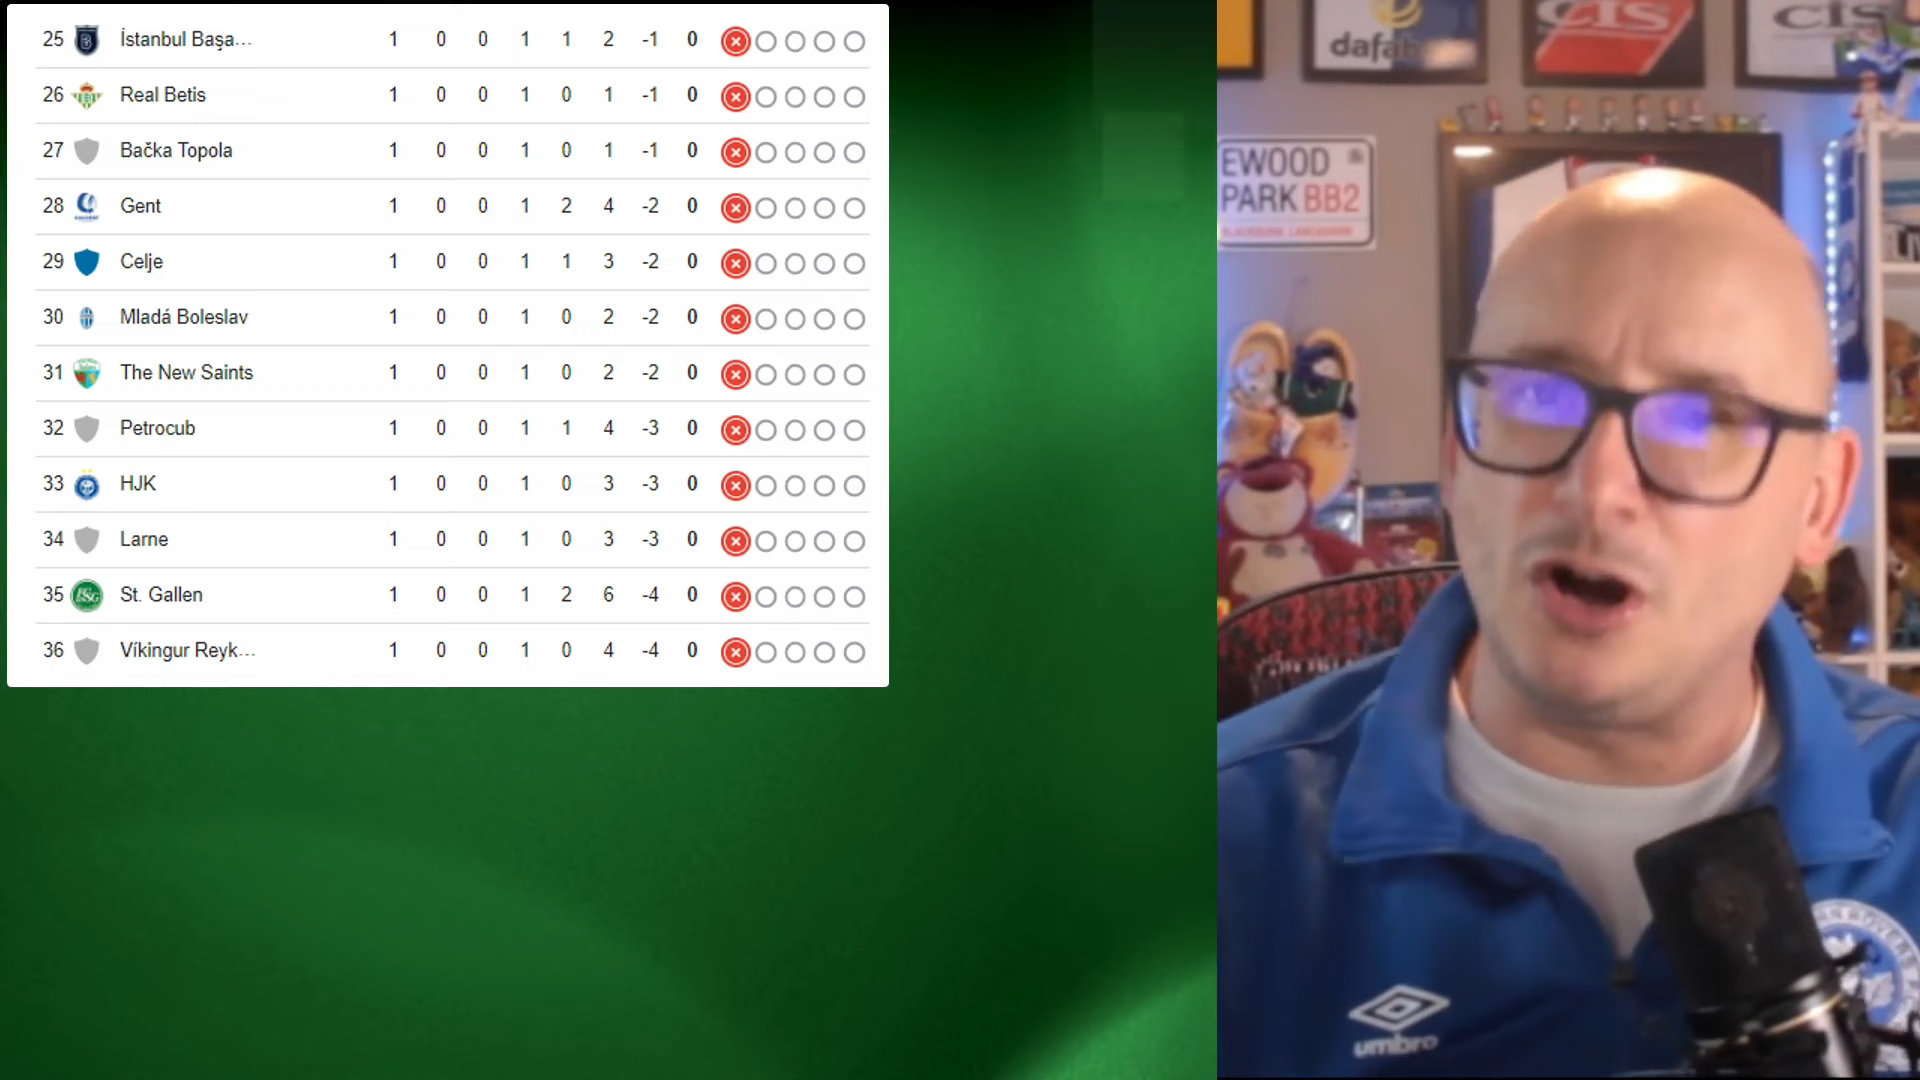 25 İstanbul Başa... 1 0 0 1 1 2 -1 0
26 Real Betis 1 0 0 1 0 1 -1 0
27 Bačka Topola 1 0 0 1 0 1 -1 0
28 Gent 1 0 0 1 2 4 -2 0
29 Celje 1 0 0 1 1 3 -2 0
30 Mladá Boleslav 1 0 0 1 0 2 -2 0
31 The New Saints 1 0 0 1 0 2 -2 0
32 Petrocub 1 0 0 1 1 4 -3 0
33 HJK 1 0 0 1 0 3 -3 0
34 Larne 1 0 0 1 0 3 -3 0
35 St. Gallen 1 0 0 1 2 6 -4 0
36 Víkingur Reyk... 1 0 0 1 0 4 -4 0
dafab
CIS
CIS
EWOOD
PARK BB2
BLACKBURN, LANCASHIRE
umbro